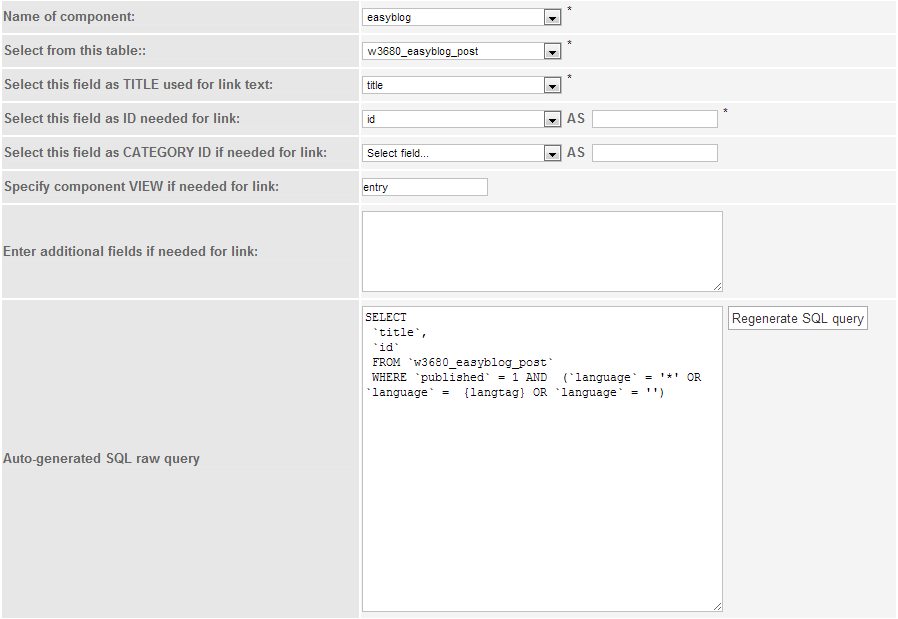 Name of component: easyblog *
Select from this table:: w3680_easyblog_post *
Select this field as TITLE used for link text: title *
Select this field as ID needed for link: id AS *
Select this field as CATEGORY ID if needed for link: Select field... AS
Specify component VIEW if needed for link: entry
Enter additional fields if needed for link:
Auto-generated SQL raw query
SELECT
`title`,
`id`
FROM `w3680_easyblog_post`
WHERE `published` = 1 AND  (`language` = '*' OR
`language` =  {langtag} OR `language` = '')
Regenerate SQL query